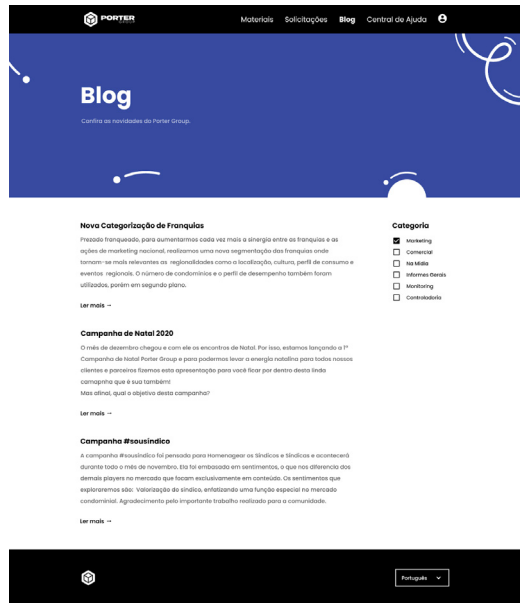 PORTER
Materiais Solicitações Blog Central de Ajuda
Blog
Confira as novidades do Porter Group.
Nova Categorização de Franquias
Prezado franqueado, para aumentarmos cada vez mais a sinergia entre as franquias e as
ações de marketing nacional, realizamos uma nova segmentação das franquias onde
tornam-se mais relevantes as regionalidades como a localização, cultura, perfil de consumo e
eventos regionais. O número de condomínios e o perfil de desempenho também foram
utilizados, porém em segundo plano.
Ler mais →
Campanha de Natal 2020
O mês de dezembro chegou e com ele os encontros de Natal. Por isso, estamos lançando a 1ª
Campanha de Natal Porter Group e para podermos levar a energia natalina para todos nossos
clientes e parceiros fizemos esta apresentação para você ficar por dentro desta linda
camapnha que é sua também!
Mas afinal, qual o objetivo desta campanha?
Ler mais →
Campanha #sousíndico
A campanha #sousíndico foi pensada para Homenagear os Síndicos e Síndicas e acontecerá
durante todo o mês de novembro. Ela foi embasada em sentimentos, o que nos diferencia dos
demais players no mercado que focam exclusivamente em conteúdo. Os sentimentos que
exploraremos são: Valorização do síndico, enfatizando uma função especial no mercado
condominial. Agradecimento pelo importante trabalho realizado para a comunidade.
Ler mais →
Categoria
Marketing
Comercial
Na Mídia
Informes Gerais
Monitoring
Controladoria
Português